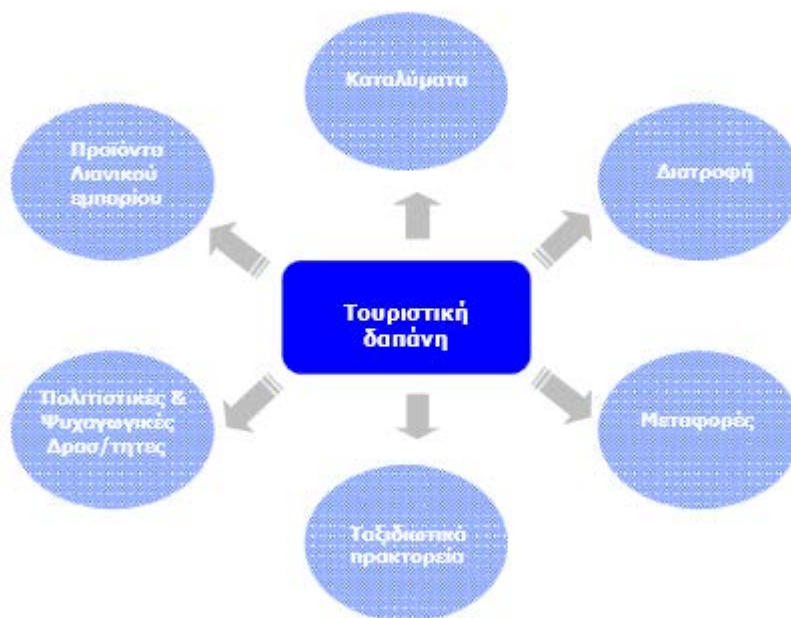 Καταλύματα
Προϊόντα
Λιανικού
εμπορίου
Διατροφή
Τουριστική
δαπάνη
Πολιτιστικές &
Ψυχαγωγικές
Δρασ/τητες
Μεταφορές
Ταξιδιωτικά
πρακτορεία